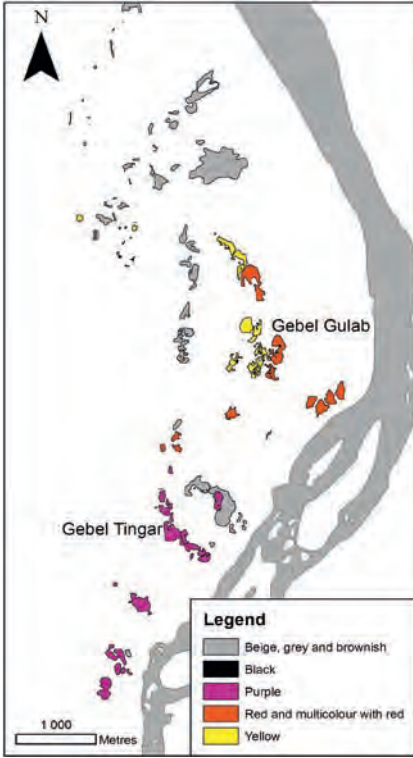 N
Gebel Gulab
Gebel Tingar
Legend
Beige, grey and brownish
Black
Purple
Red and multicolour with red
Yellow
1 000
Metres